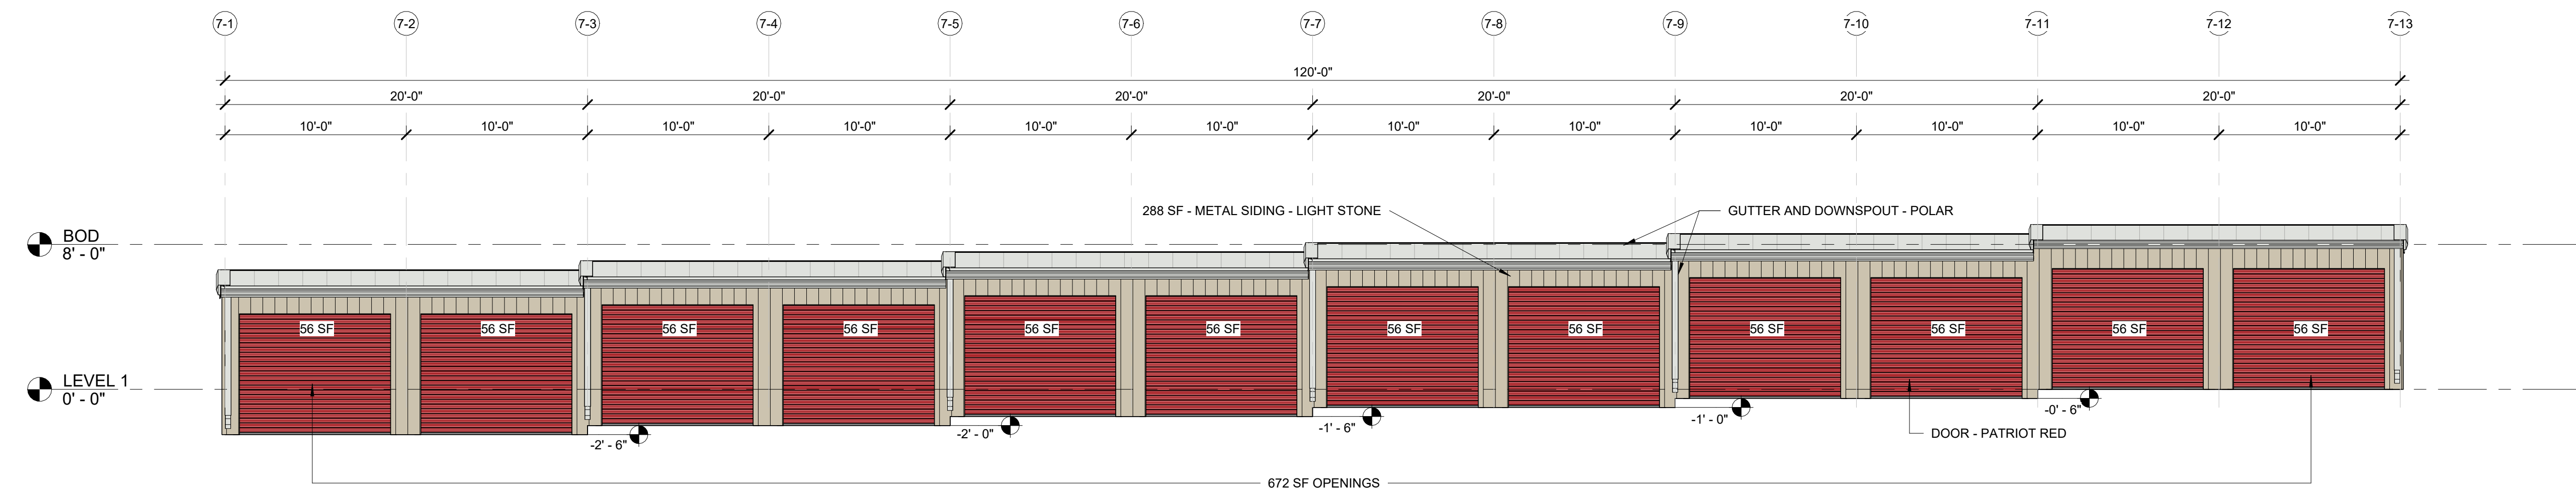 7-1 7-2 7-3 7-4 7-5 7-6 7-7 7-8 7-9 7-10 7-11 7-12 7-13
120'-0"
20'-0" 20'-0" 20'-0" 20'-0" 20'-0" 20'-0"
10'-0" 10'-0" 10'-0" 10'-0" 10'-0" 10'-0" 10'-0" 10'-0" 10'-0" 10'-0" 10'-0" 10'-0"
288 SF - METAL SIDING - LIGHT STONE
GUTTER AND DOWNSPOUT - POLAR
BOD
8' - 0"
56 SF 56 SF 56 SF 56 SF 56 SF 56 SF 56 SF 56 SF 56 SF 56 SF 56 SF 56 SF
LEVEL 1
0' - 0"
-2' - 6"
-2' - 0"
-1' - 6"
-1' - 0"
-0' - 6"
DOOR - PATRIOT RED
672 SF OPENINGS